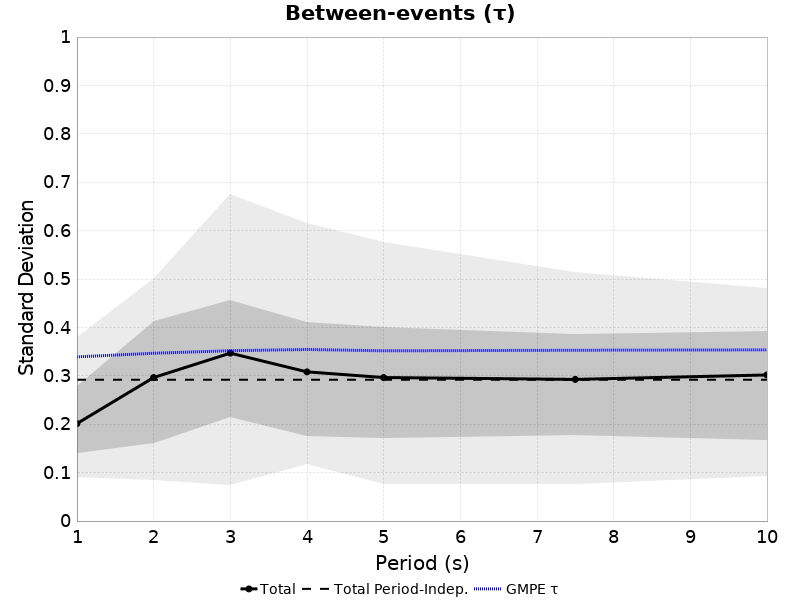 Between-events (τ)
Standard Deviation
1
0.9
0.8
0.7
0.6
0.5
0.4
0.3
0.2
0.1
0
1 2 3 4 5 6 7 8 9 10
Period (s)
Total Total Period-Indep. GMPE τ